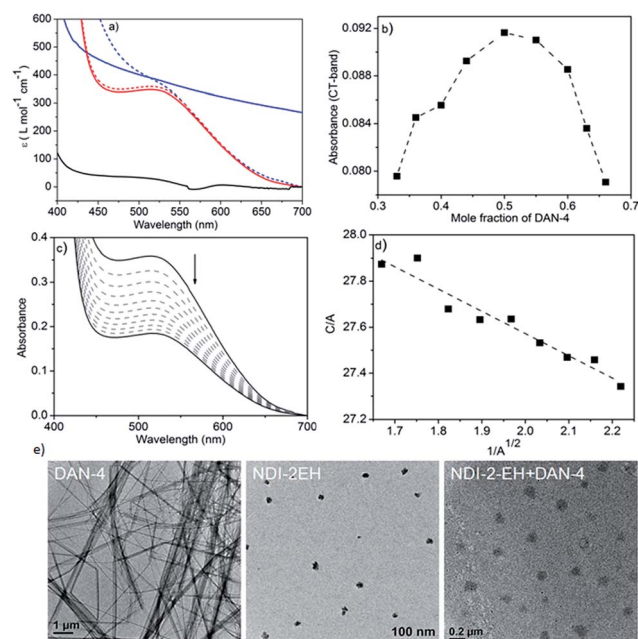 a)
600
500
400
300
200
100
0
ε ( L mol⁻¹ cm⁻¹)
400 450 500 550 600 650 700
Wavelength (nm)
b)
0.092
0.088
0.084
0.080
Absorbance (CT-band)
0.3 0.4 0.5 0.6 0.7
Mole fraction of DAN-4
c)
0.4
0.3
0.2
0.1
0.0
Absorbance
450 500 600 700
Wavelength (nm)
d)
28.0
27.8
27.6
27.4
27.2
C/A
1.7 1.8 1.9 2.0 2.1 2.2
1/A^1/2
e)
DAN-4
1 μm
NDI-2EH
100 nm
NDI-2-EH+DAN-4
0.2 μm